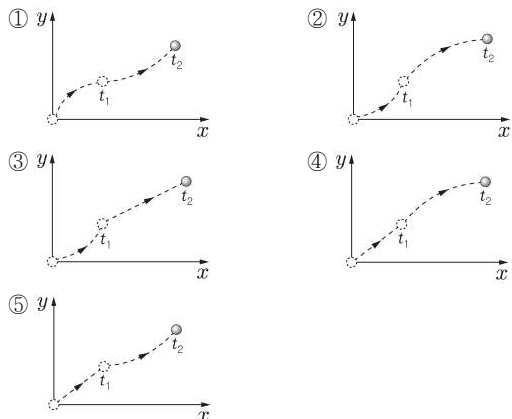 ① y
t₁
t₂
x
② y
t₁
t₂
x
③ y
t₁
t₂
x
④ y
t₁
t₂
x
⑤ y
t₁
t₂
x